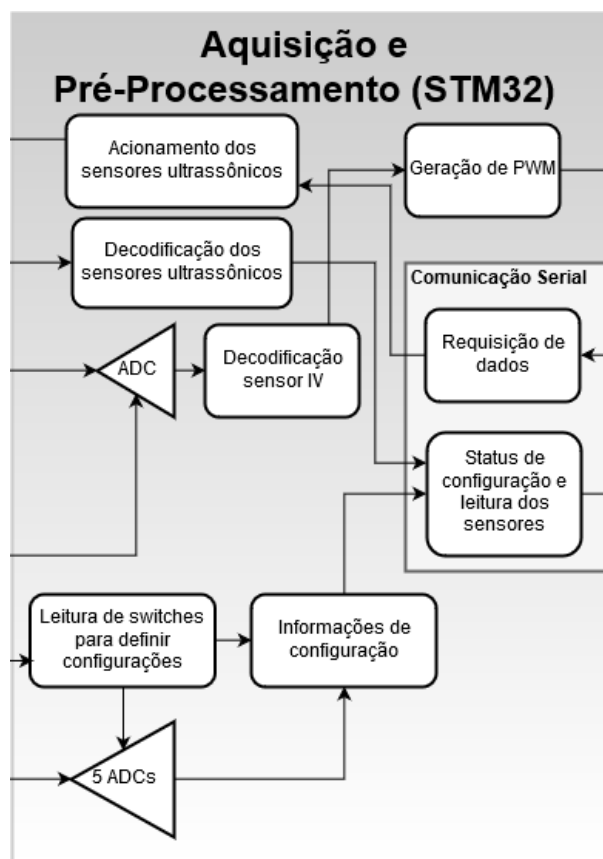 Aquisição e
Pré-Processamento (STM32)
Acionamento dos
sensores ultrassônicos
Geração de PWM
Decodificação dos
sensores ultrassônicos
Comunicação Serial
Requisição de
dados
ADC
Decodificação
sensor IV
Status de
configuração e
leitura dos
sensores
Leitura de switches
para definir
configurações
Informações de
configuração
5 ADCs